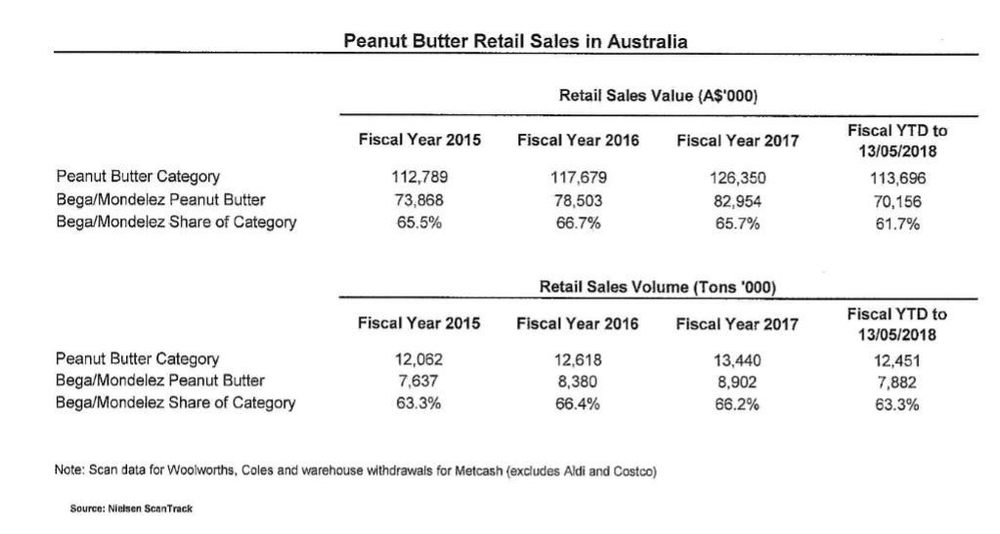 Peanut Butter Retail Sales in Australia
Retail Sales Value (A$'000)
Fiscal Year 2015 Fiscal Year 2016 Fiscal Year 2017 Fiscal YTD to 13/05/2018
Peanut Butter Category 112,789 117,679 126,350 113,696
Bega/Mondelez Peanut Butter 73,868 78,503 82,954 70,156
Bega/Mondelez Share of Category 65.5% 66.7% 65.7% 61.7%
Retail Sales Volume (Tons '000)
Fiscal Year 2015 Fiscal Year 2016 Fiscal Year 2017 Fiscal YTD to 13/05/2018
Peanut Butter Category 12,062 12,618 13,440 12,451
Bega/Mondelez Peanut Butter 7,637 8,380 8,902 7,882
Bega/Mondelez Share of Category 63.3% 66.4% 66.2% 63.3%
Note: Scan data for Woolworths, Coles and warehouse withdrawals for Metcash (excludes Aldi and Costco)
Source: Nielsen ScanTrack